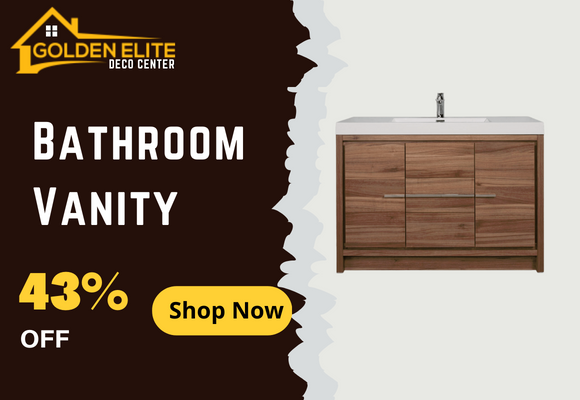 GOLDEN ELITE
DECO CENTER
BATHROOM
VANITY
43%
OFF
Shop Now